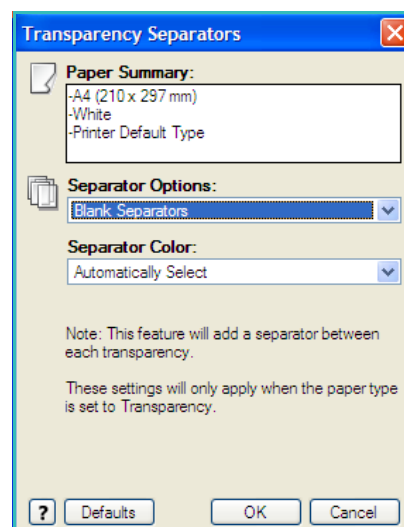 Transparency Separators
Paper Summary:
-A4 (210 x 297 mm)
-White
-Printer Default Type
Separator Options:
Blank Separators
Separator Color:
Automatically Select
Note: This feature will add a separator between
each transparency.
These settings will only apply when the paper type
is set to Transparency.
? Defaults OK Cancel